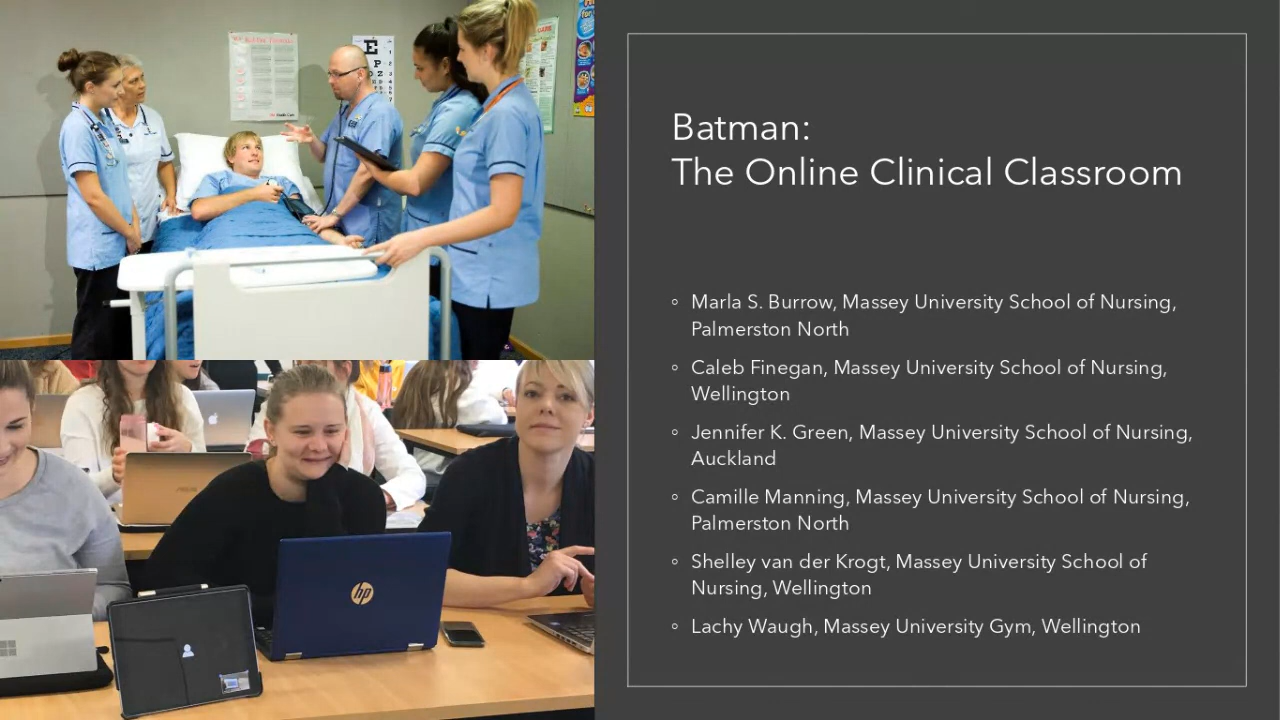 Batman:
The Online Clinical Classroom
Marla S. Burrow, Massey University School of Nursing,
Palmerston North
Caleb Finegan, Massey University School of Nursing,
Wellington
Jennifer K. Green, Massey University School of Nursing,
Auckland
Camille Manning, Massey University School of Nursing,
Palmerston North
Shelley van der Krogt, Massey University School of
Nursing, Wellington
Lachy Waugh, Massey University Gym, Wellington
E
hp